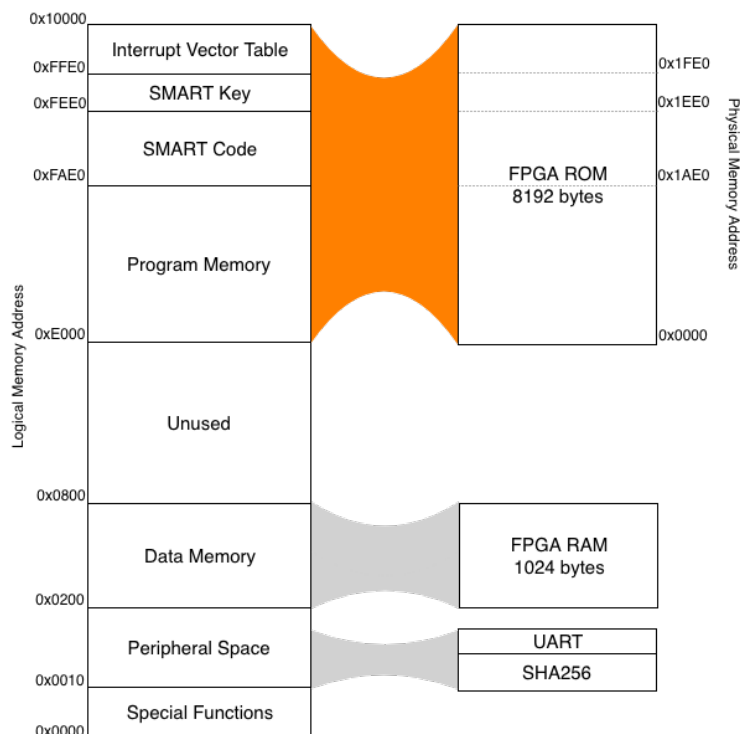 0x10000
Interrupt Vector Table
0xFFE0
SMART Key
0xFEE0
SMART Code
0xFAE0
Program Memory
0xE000
Unused
0x0800
Data Memory
0x0200
Peripheral Space
0x0010
Special Functions
0x0000
Logical Memory Address
FPGA ROM
8192 bytes
0x1FE0
0x1EE0
0x1AE0
0x0000
Physical Memory Address
FPGA RAM
1024 bytes
UART
SHA256